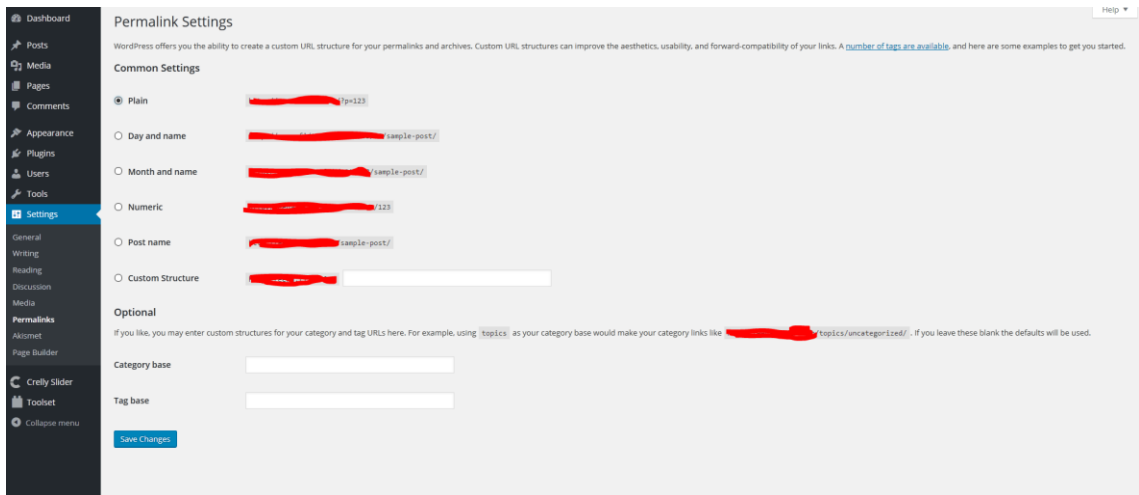 Help ▼
Dashboard
Posts
Media
Pages
Comments
Appearance
Plugins
Users
Tools
Settings
General
Writing
Reading
Discussion
Media
Permalinks
Akismet
Page Builder
Crelly Slider
Toolset
Collapse menu
Permalink Settings
WordPress offers you the ability to create a custom URL structure for your permalinks and archives. Custom URL structures can improve the aesthetics, usability, and forward-compatibility of your links. A number of tags are available, and here are some examples to get you started.
Common Settings
Plain /?p=123
Day and name /sample-post/
Month and name /sample-post/
Numeric /123
Post name sample-post/
Custom Structure
Optional
If you like, you may enter custom structures for your category and tag URLs here. For example, using topics as your category base would make your category links like /topics/uncategorized/ . If you leave these blank the defaults will be used.
Category base
Tag base
Save Changes